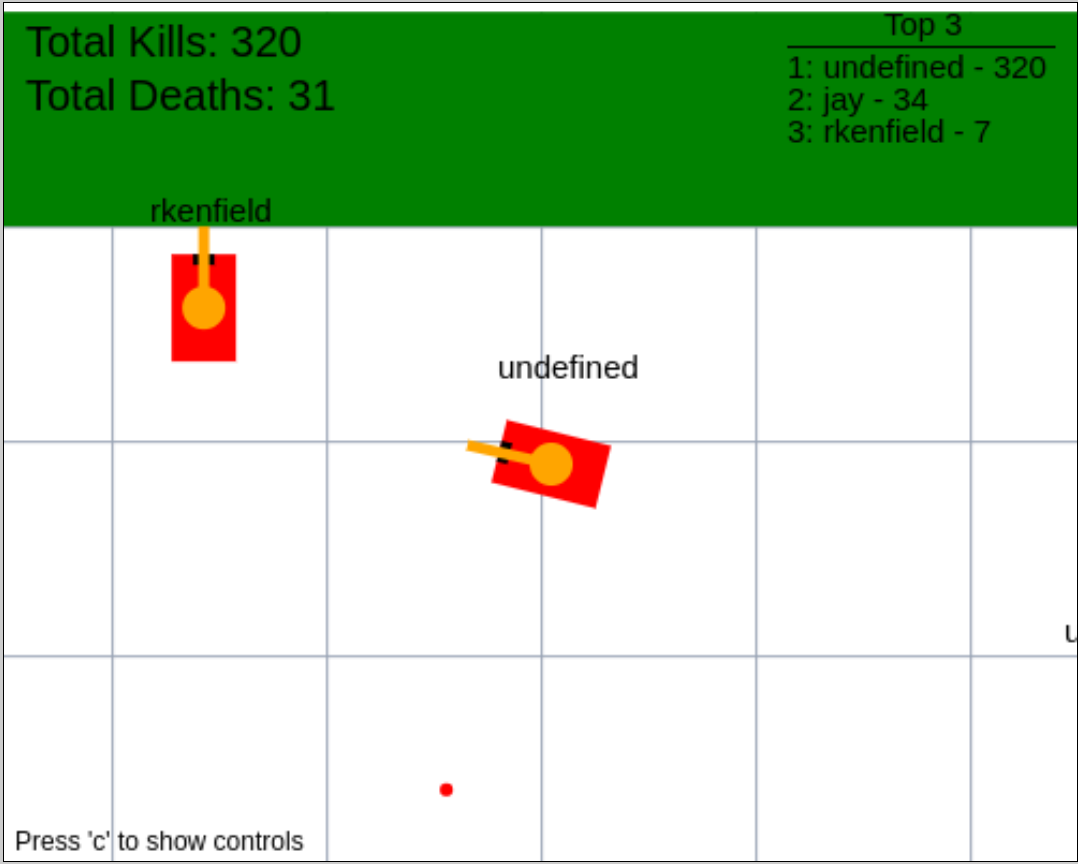 Total Kills: 320
Total Deaths: 31
Top 3
1: undefined - 320
2: jay - 34
3: rkenfield - 7
rkenfield
undefined
Press 'c' to show controls